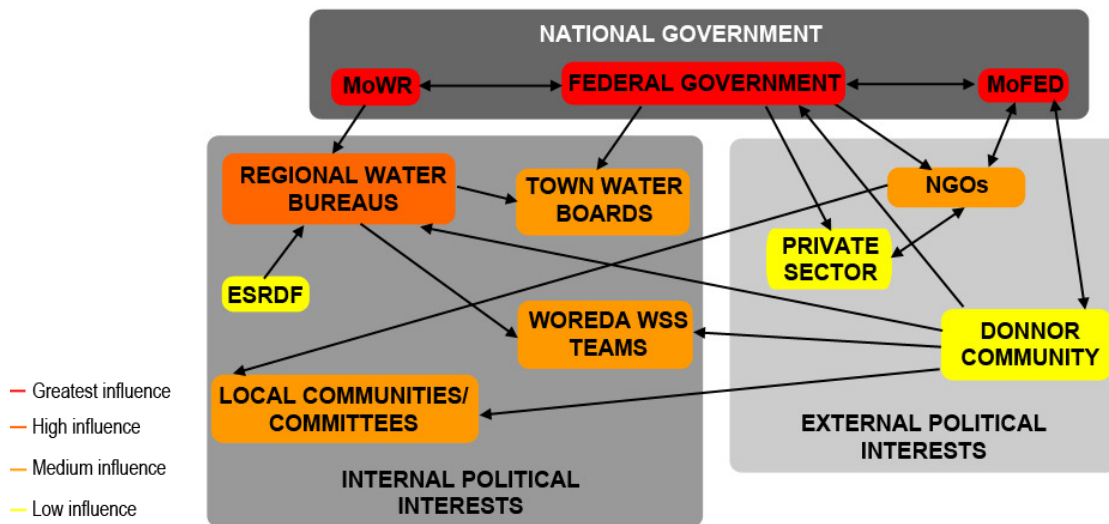 NATIONAL GOVERNMENT
MoWR
FEDERAL GOVERNMENT
MoFED
REGIONAL WATER
BUREAUS
TOWN WATER
BOARDS
NGOs
PRIVATE
SECTOR
ESRDF
WOREDA WSS
TEAMS
DONNOR
COMMUNITY
LOCAL COMMUNITIES/
COMMITTEES
EXTERNAL POLITICAL
INTERESTS
INTERNAL POLITICAL
INTERESTS
Greatest influence
High influence
Medium influence
Low influence